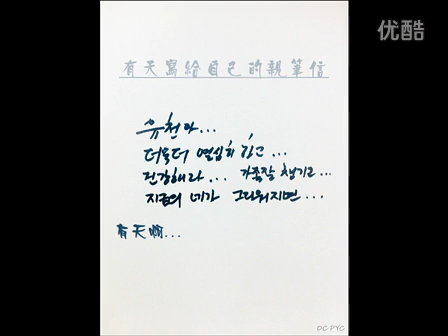 优酷
有天寫給自己的親筆信
유천아...
더욱더 열심히 하고...
건강해라... 가족잘 챙기고...
지금의 네가 그리워지면...
有天啊...
DC PYC